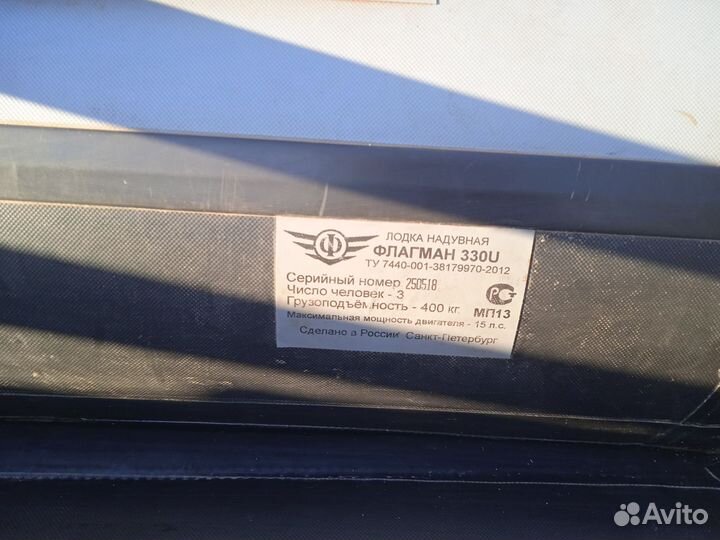 ЛОДКА НАДУВНАЯ
ФЛАГМАН 330U
ТУ 7440-001-38179970-2012
Серийный номер 250518
Число человек - 3
Грузоподъёмность - 400 кг.
МП13
Максимальная мощность двигателя - 15 л.с.
Сделано в России Санкт-Петербург
Avito